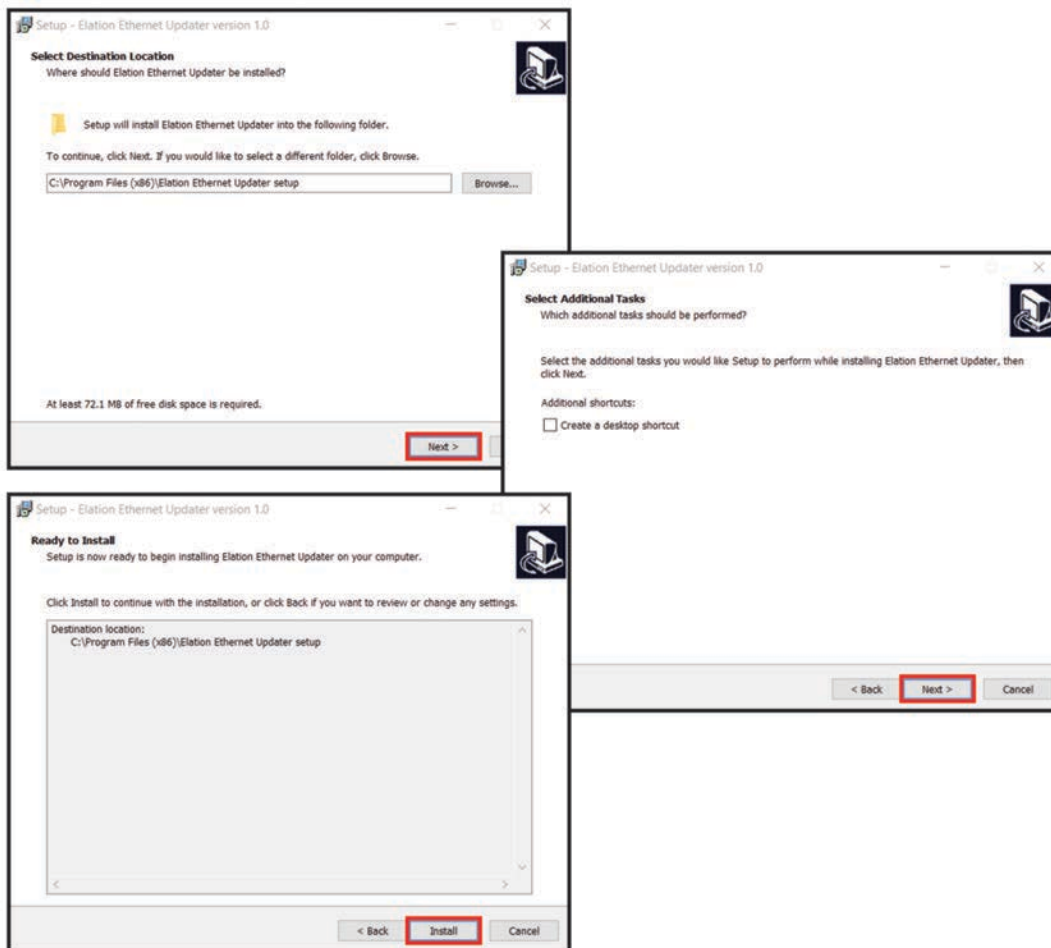 Setup - Elation Ethernet Updater version 1.0
Select Destination Location
Where should Elation Ethernet Updater be installed?
Setup will install Elation Ethernet Updater into the following folder.
To continue, click Next. If you would like to select a different folder, click Browse.
C:\Program Files (x86)\Elation Ethernet Updater setup
Browse...
At least 72.1 MB of free disk space is required.
Next >
Setup - Elation Ethernet Updater version 1.0
Select Additional Tasks
Which additional tasks should be performed?
Select the additional tasks you would like Setup to perform while installing Elation Ethernet Updater, then
click Next.
Additional shortcuts:
Create a desktop shortcut
< Back
Next >
Cancel
Setup - Elation Ethernet Updater version 1.0
Ready to Install
Setup is now ready to begin installing Elation Ethernet Updater on your computer.
Click Install to continue with the installation, or click Back if you want to review or change any settings.
Destination location:
C:\Program Files (x86)\Elation Ethernet Updater setup
< Back
Install
Cancel